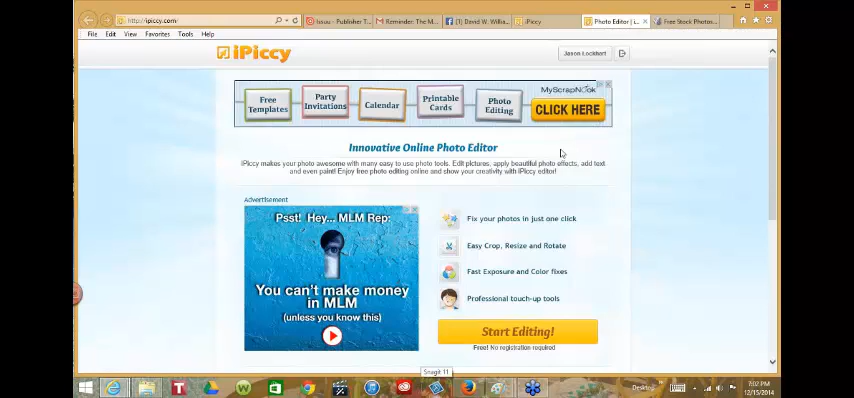 http://ipiccy.com/
Reminder: The M...
[1] David W. Willia...
iPiccy
Photo Editor | i...
Free Stock Photos...
File Edit View Favorites Tools Help
iPiccy
Jason Lockhart
Free Templates
Party Invitations
Calendar
Printable Cards
Photo Editing
MyScrapNook
CLICK HERE
Innovative Online Photo Editor
iPiccy makes your photo awesome with many easy to use photo tools. Edit pictures, apply beautiful photo effects, add text
and even paint! Enjoy free photo editing online and show your creativity with iPiccy editor!
Advertisement
Psst! Hey... MLM Rep:
You can't make money
in MLM
(unless you know this)
Fix your photos in just one click
Easy Crop, Resize and Rotate
Fast Exposure and Color fixes
Professional touch-up tools
Start Editing!
Free! No registration required
Snagit 11
Desktop
7:02 PM
12/15/2014